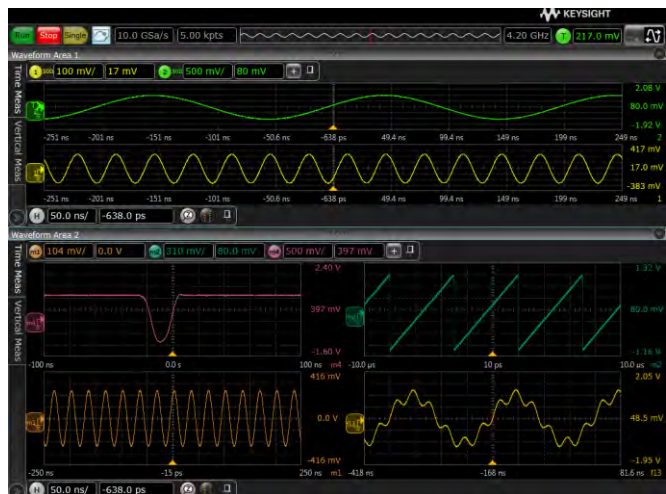 KEYSIGHT
Run Stop Single 10.0 GSa/s 5.00 kpts 4.20 GHz T 217.0 mV
Waveform Area 1
Time Meas
Vertical Meas
1 100 mV/ 17 mV 2 500 mV/ 80 mV +
2.08 V
80.0 mV
-1.92 V
-251 ns -201 ns -151 ns -101 ns -50.6 ns -638 ps 49.4 ns 99.4 ns 149 ns 199 ns 249 ns 2
417 mV
17.0 mV
-383 mV
-251 ns -201 ns -151 ns -101 ns -50.6 ns -638 ps 49.4 ns 99.4 ns 149 ns 199 ns 249 ns 1
H 50.0 ns/ -638.0 ps
Waveform Area 2
Time Meas
Vertical Meas
m1 104 mV/ 0.0 V m2 310 mV/ 80.0 mV m4 500 mV/ 397 mV +
2.40 V 1.32 V
397 mV 80.0 mV
-1.60 V -1.16 V
-100 ns 0.0 s 100 ns m4 -10.0 µs 10 ps 10.0 µs m2
416 mV 2.05 V
0.0 V 48.5 mV
-416 mV -1.95 V
-250 ns -15 ps 250 ns m1 -418 ns -168 ns 81.6 ns f13
H 50.0 ns/ -638.0 ps